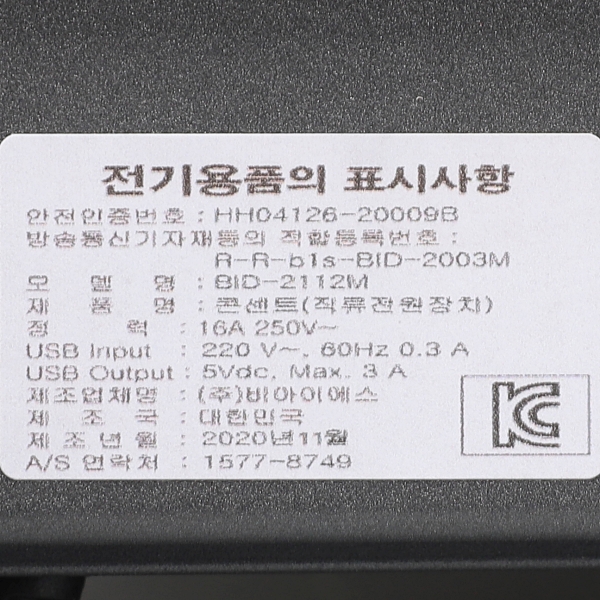 전기용품의 표시사항
안전인증번호 : HH04126-20009B
방송통신기자재등의 적합등록번호 :
R-R-b1s-BID-2003M
모 델 명 : BID-2112M
제 품 명 : 콘센트(직류전원장치)
정 력 : 16A 250V~
USB Input : 220 V~, 60Hz 0.3 A
USB Output : 5Vdc, Max. 3 A
제조업체명 : (주)비아이에스
제 조 국 : 대한민국
제 조 년 월 : 2020년11월
A/S 연락처 : 1577-8749
KC